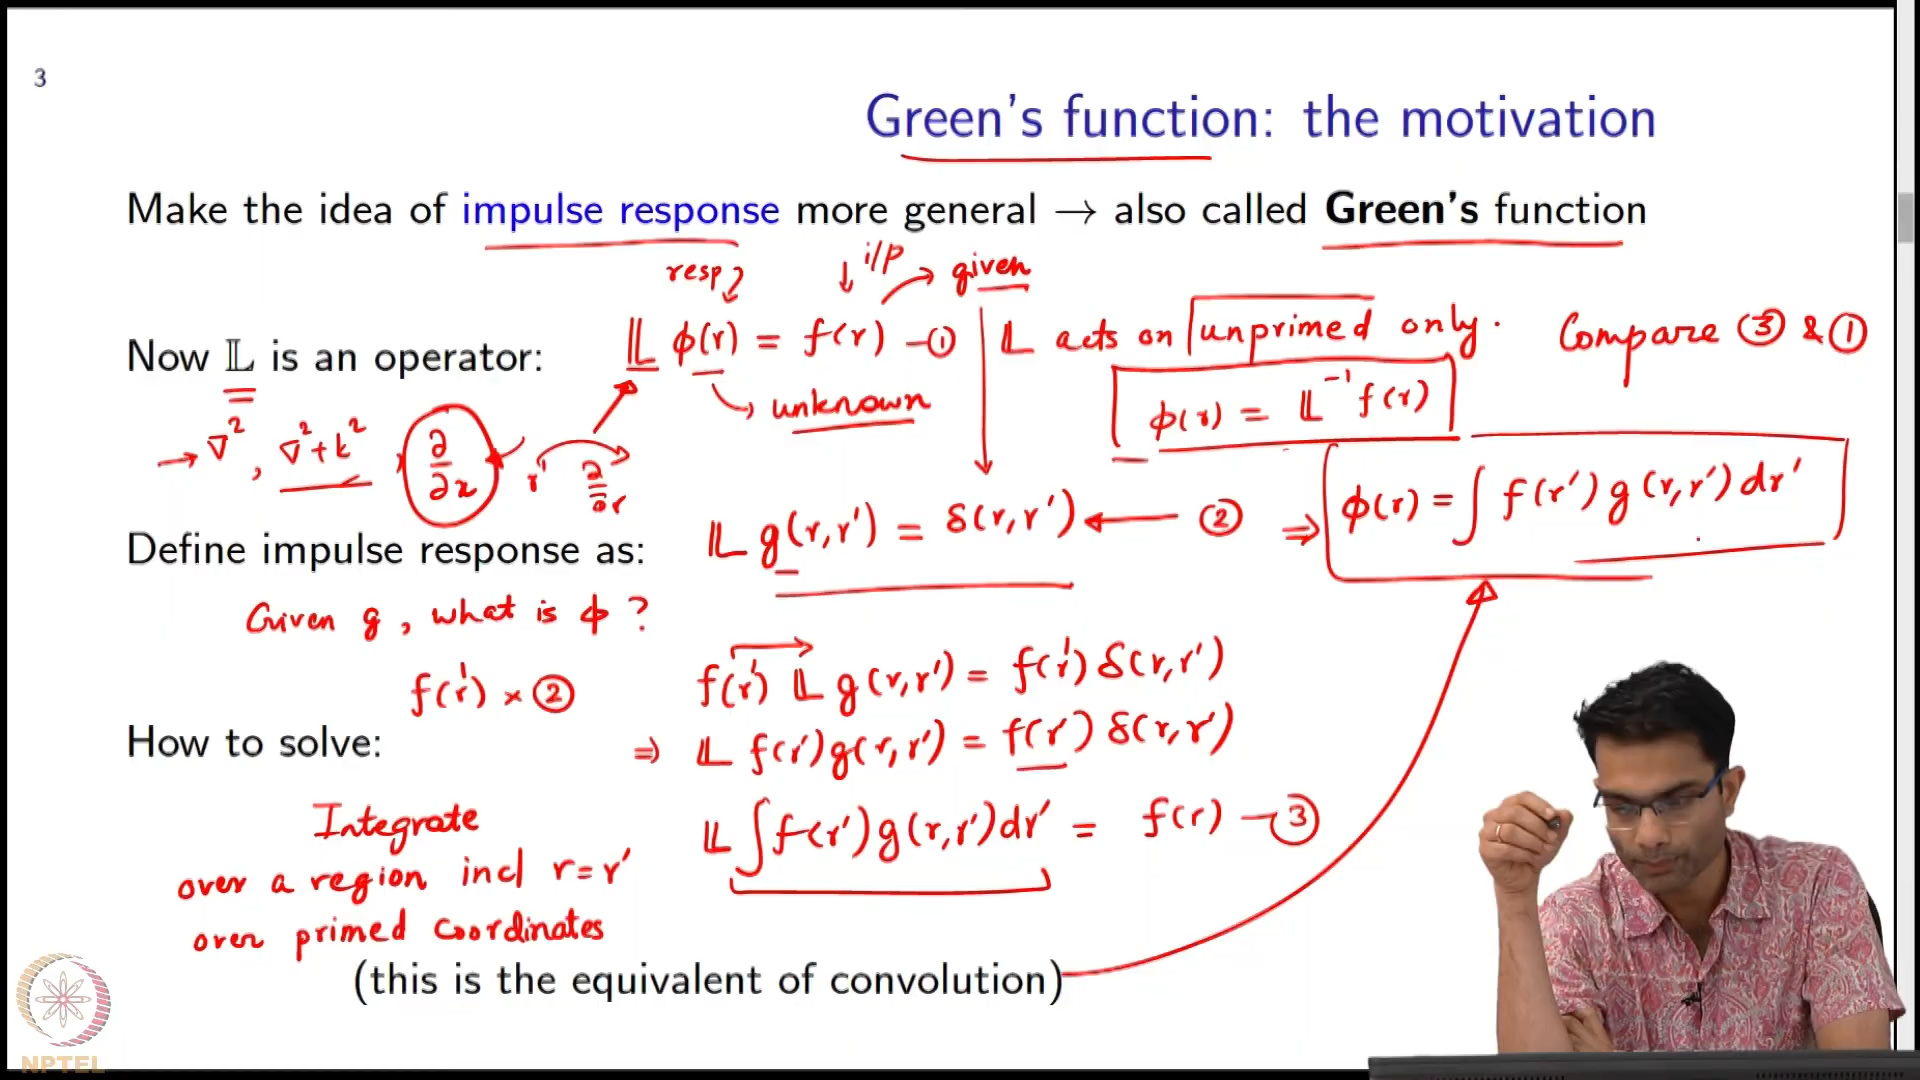 3
Green's function: the motivation
Make the idea of impulse response more general → also called Green's function
resp
i/p
given
Now 𝕃 is an operator:
𝕃 ϕ(r) = f(r) –①
unknown
𝕃 acts on unprimed only.
Compare ③ & ①
ϕ(r) = 𝕃⁻¹ f(r)
→ ∇², ∇²+k², ∂/∂x
r' ∂/∂r
𝕃 g(r,r') = δ(r,r') ← ②
⇒ ϕ(r) = ∫ f(r') g(r,r') dr'
Define impulse response as:
Given g, what is ϕ ?
f(r') × ②
f(r') 𝕃 g(r,r') = f(r') δ(r,r')
How to solve:
⇒ 𝕃 f(r') g(r,r') = f(r') δ(r,r')
Integrate
over a region incl r=r'
over primed coordinates
𝕃 ∫ f(r') g(r,r') dr' = f(r) –③
(this is the equivalent of convolution)
NPTEL